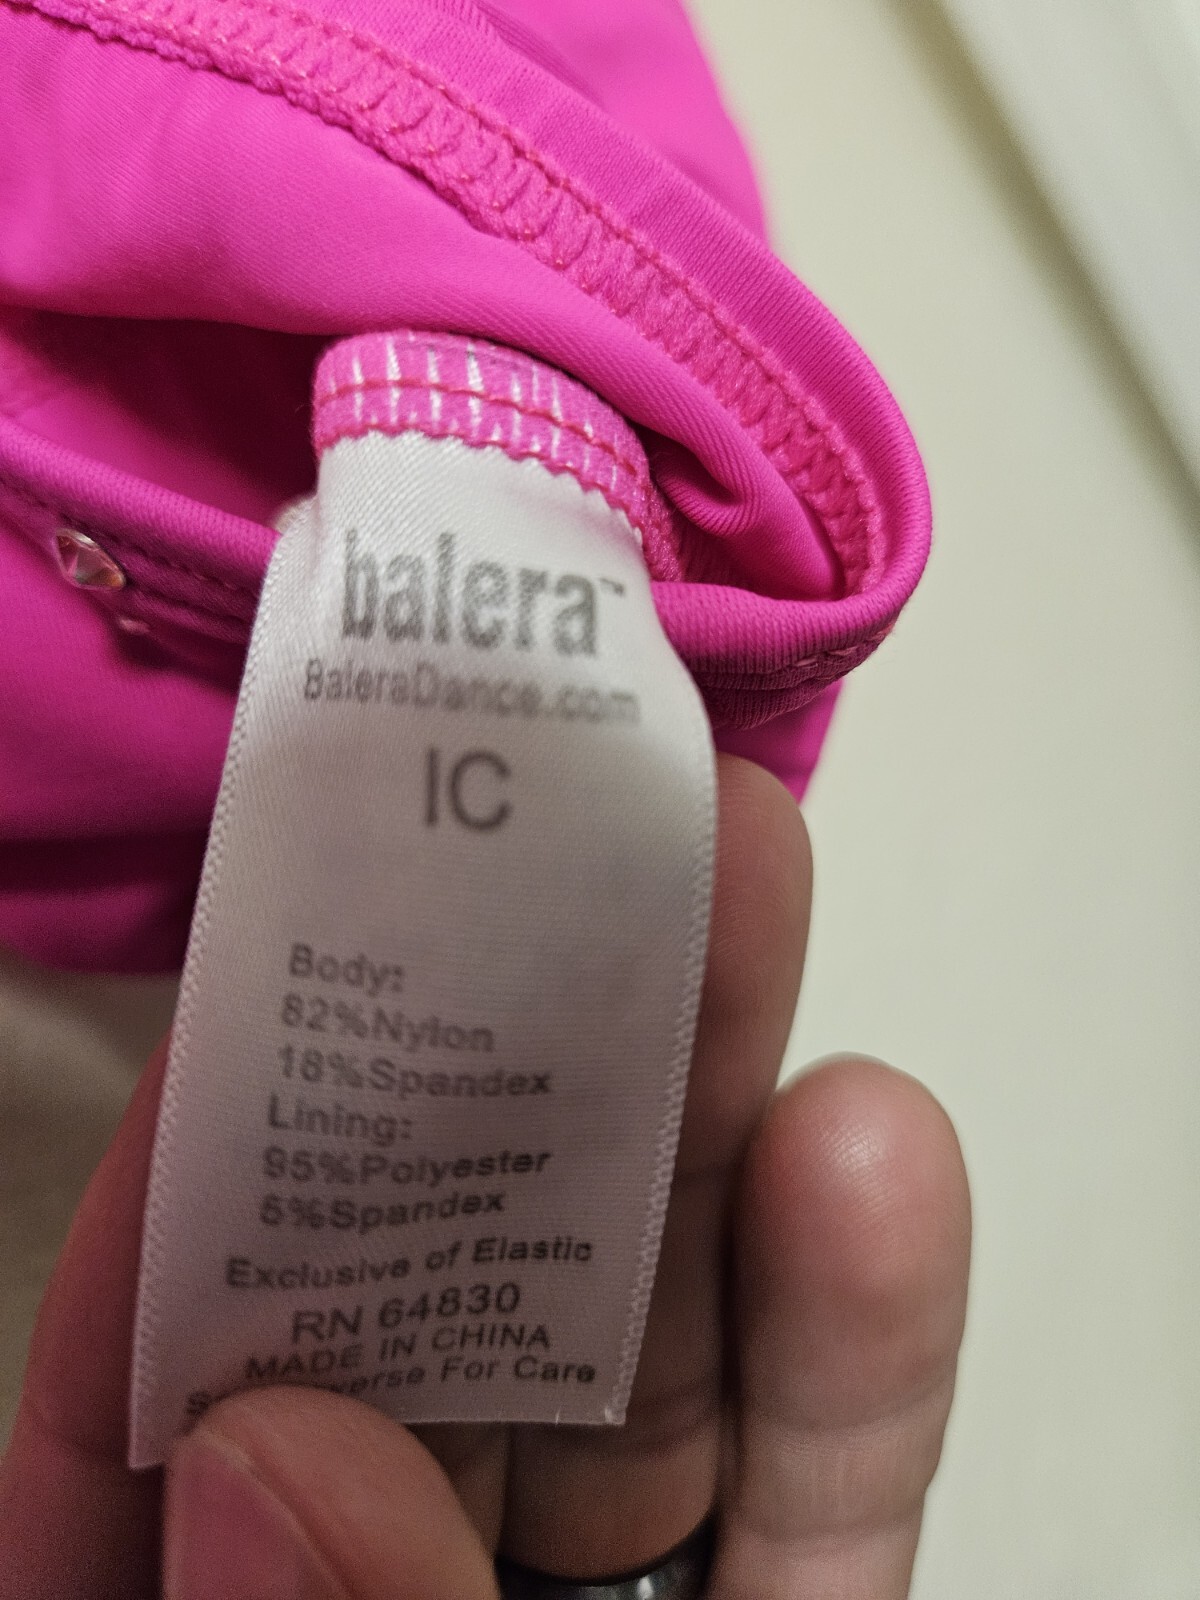 balera™
BaleraDance.com
IC
Body:
82%Nylon
18%Spandex
Lining:
95%Polyester
5%Spandex
Exclusive of Elastic
RN 64830
MADE IN CHINA
For Care